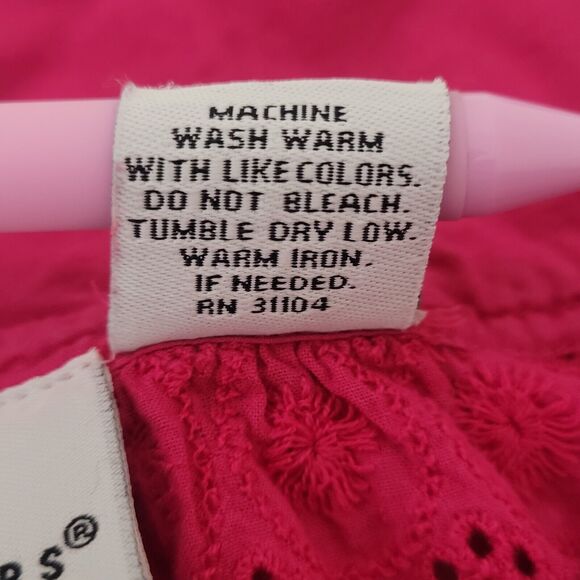 MACHINE
WASH WARM
WITH LIKE COLORS.
DO NOT BLEACH.
TUMBLE DRY LOW.
WARM IRON.
IF NEEDED.
RN 31104